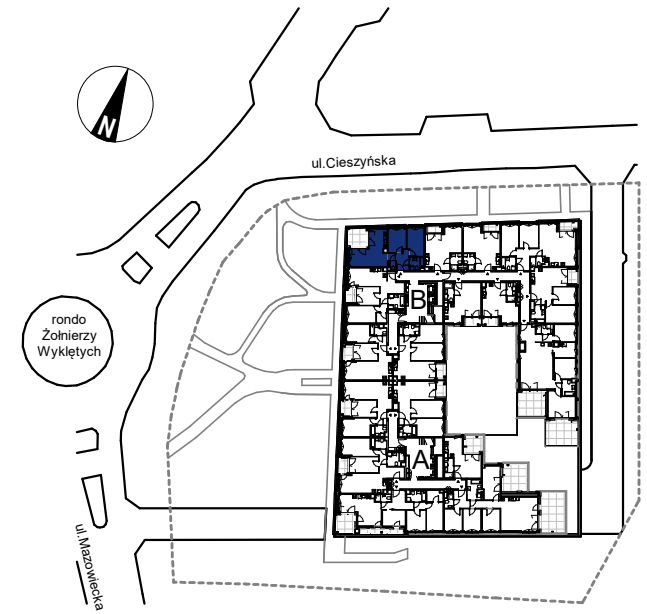 N
ul.Cieszyńska
B
rondo
Żołnierzy
Wyklętych
A
ul.Mazowiecka